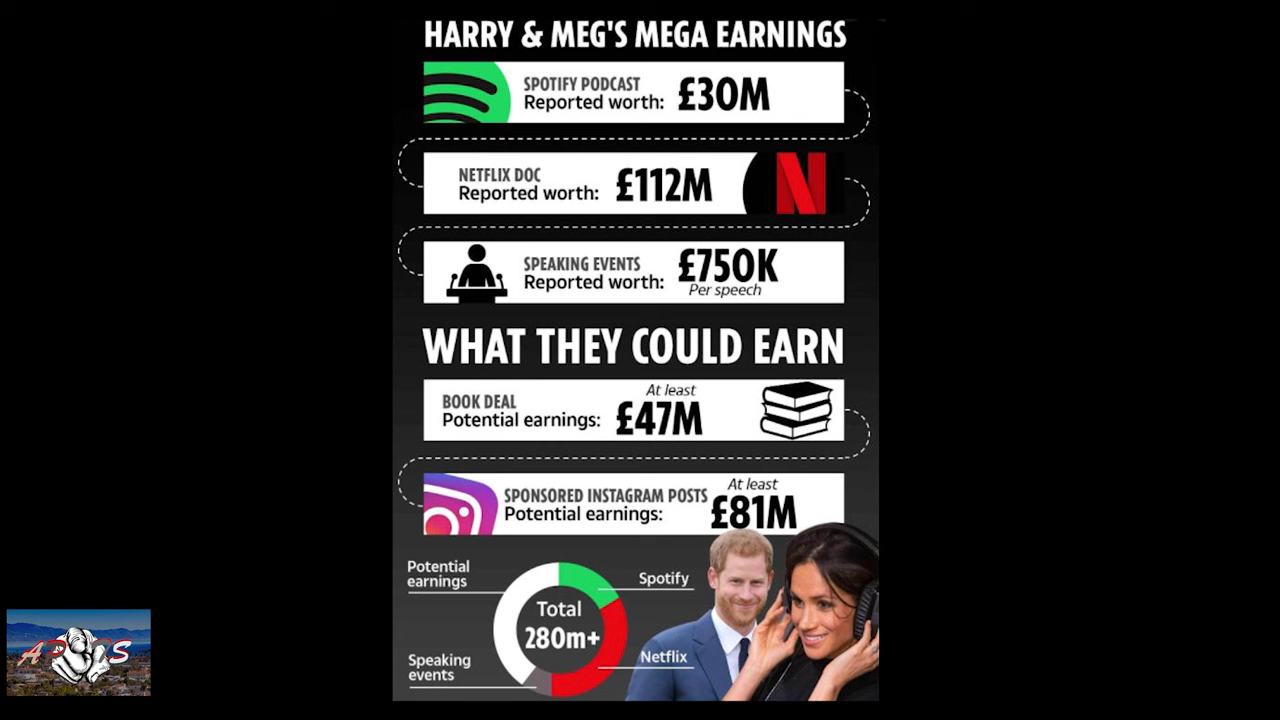 HARRY & MEG'S MEGA EARNINGS
SPOTIFY PODCAST
Reported worth: £30M
NETFLIX DOC
Reported worth: £112M
SPEAKING EVENTS
Reported worth: £750K
Per speech
WHAT THEY COULD EARN
BOOK DEAL
At least
Potential earnings: £47M
SPONSORED INSTAGRAM POSTS
At least
Potential earnings: £81M
Potential
earnings
Spotify
Total
280m+
Speaking
events
Netflix